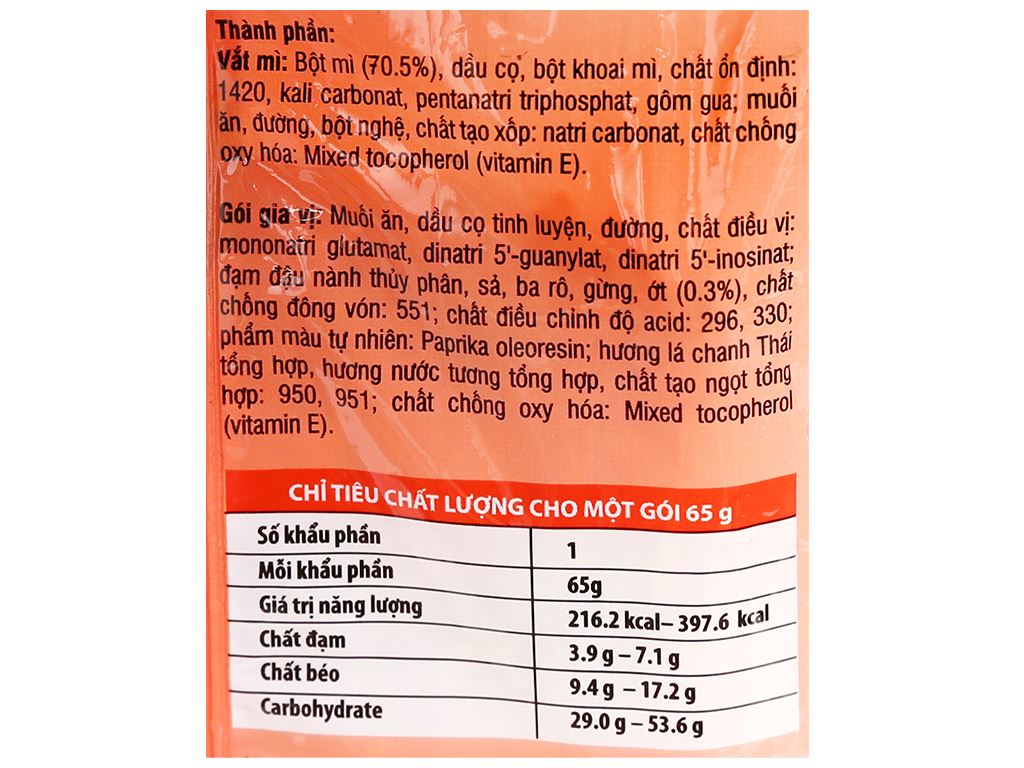 Thành phần:
Vắt mì: Bột mì (70.5%), dầu cọ, bột khoai mì, chất ổn định:
1420, kali carbonat, pentanatri triphosphat, gôm gua; muối
ăn, đường, bột nghệ, chất tạo xốp: natri carbonat, chất chống
oxy hóa: Mixed tocopherol (vitamin E).
Gói gia vị: Muối ăn, dầu cọ tinh luyện, đường, chất điều vị:
mononatri glutamat, dinatri 5'-guanylat, dinatri 5'-inosinat;
đạm đậu nành thủy phân, sả, ba rô, gừng, ớt (0.3%), chất
chống đông vón: 551; chất điều chỉnh độ acid: 296, 330;
phẩm màu tự nhiên: Paprika oleoresin; hương lá chanh Thái
tổng hợp, hương nước tương tổng hợp, chất tạo ngọt tổng
hợp: 950, 951; chất chống oxy hóa: Mixed tocopherol
(vitamin E).
CHỈ TIÊU CHẤT LƯỢNG CHO MỘT GÓI 65 g
Số khẩu phần 1
Mỗi khẩu phần 65g
Giá trị năng lượng 216.2 kcal– 397.6 kcal
Chất đạm 3.9 g – 7.1 g
Chất béo 9.4 g – 17.2 g
Carbohydrate 29.0 g – 53.6 g